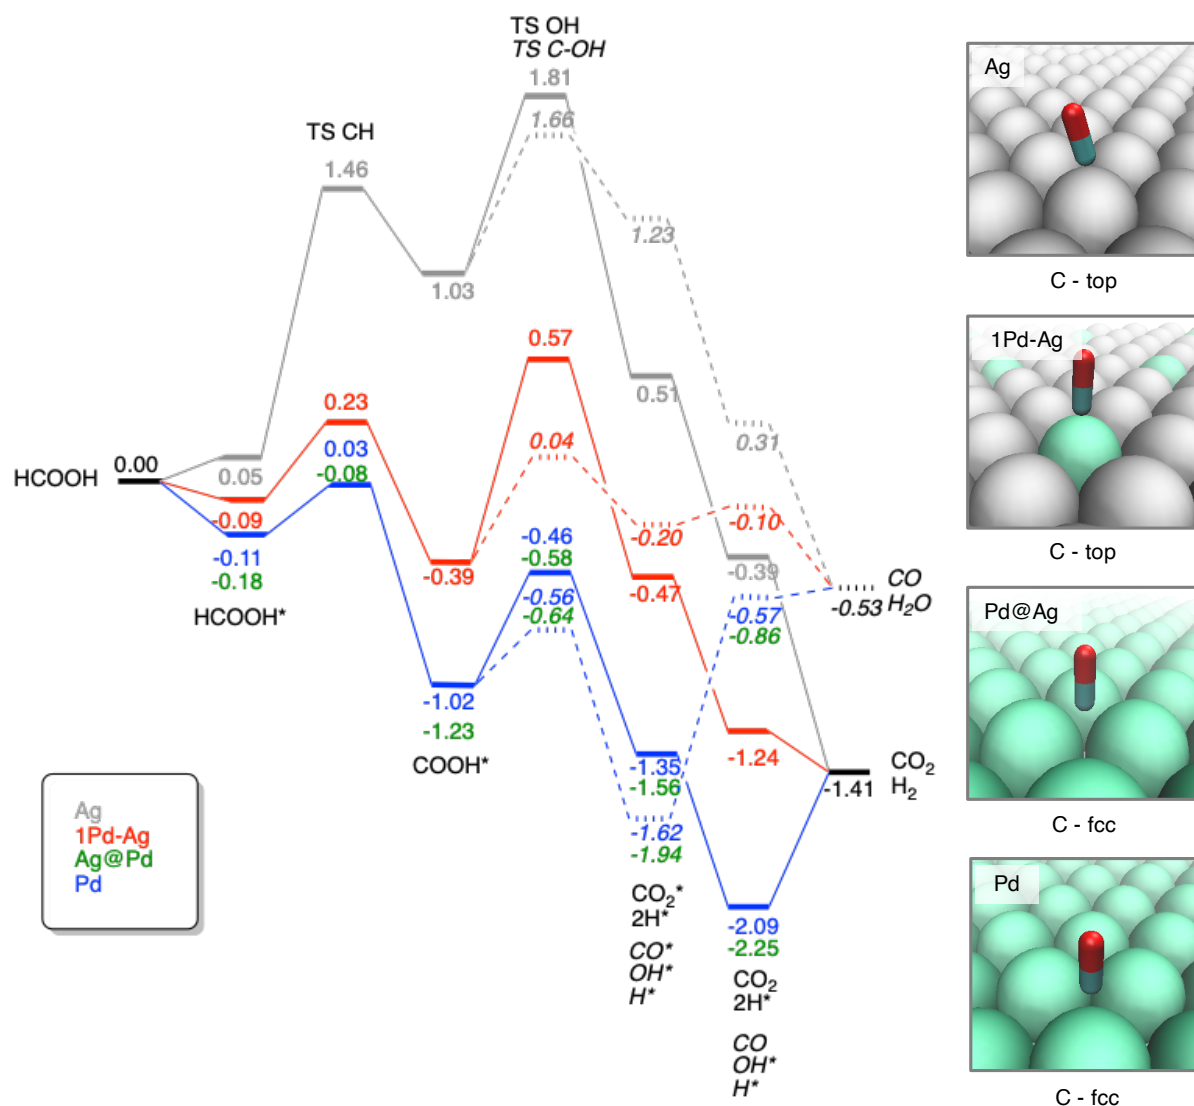 TS OH
TS C-OH
1.81
1.66
TS CH
1.46
1.03
1.23
0.57
0.51
0.23
0.04
0.31
0.03
-0.08
HCOOH
0.00
0.05
-0.09
-0.11
-0.18
HCOOH*
-0.39
-0.46
-0.58
-0.56
-0.64
-0.20
-0.10
-0.47
-0.39
-0.57
-0.86
CO
H2O
-0.53
-1.02
-1.23
COOH*
-1.35
-1.56
-1.62
-1.94
-1.24
-1.41
CO2
H2
CO2*
2H*
CO*
OH*
H*
-2.09
-2.25
CO2
2H*
CO
OH*
H*
Ag
1Pd-Ag
Ag@Pd
Pd
Ag
C - top
1Pd-Ag
C - top
Pd@Ag
C - fcc
Pd
C - fcc